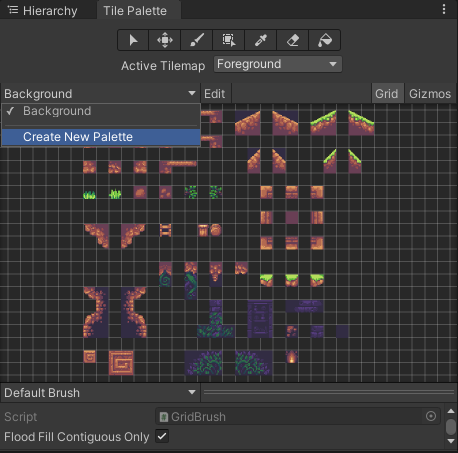 Hierarchy Tile Palette
Active Tilemap Foreground
Background Edit Grid Gizmos
✓ Background
Create New Palette
Default Brush
Script GridBrush
Flood Fill Contiguous Only